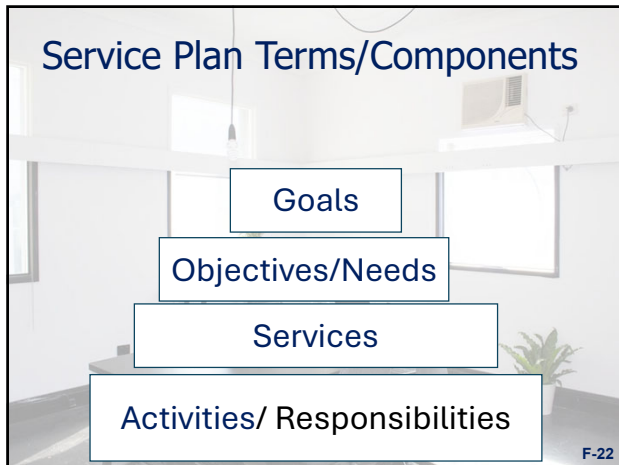 Service Plan Terms/Components
Goals
Objectives/Needs
Services
Activities/ Responsibilities
F-22